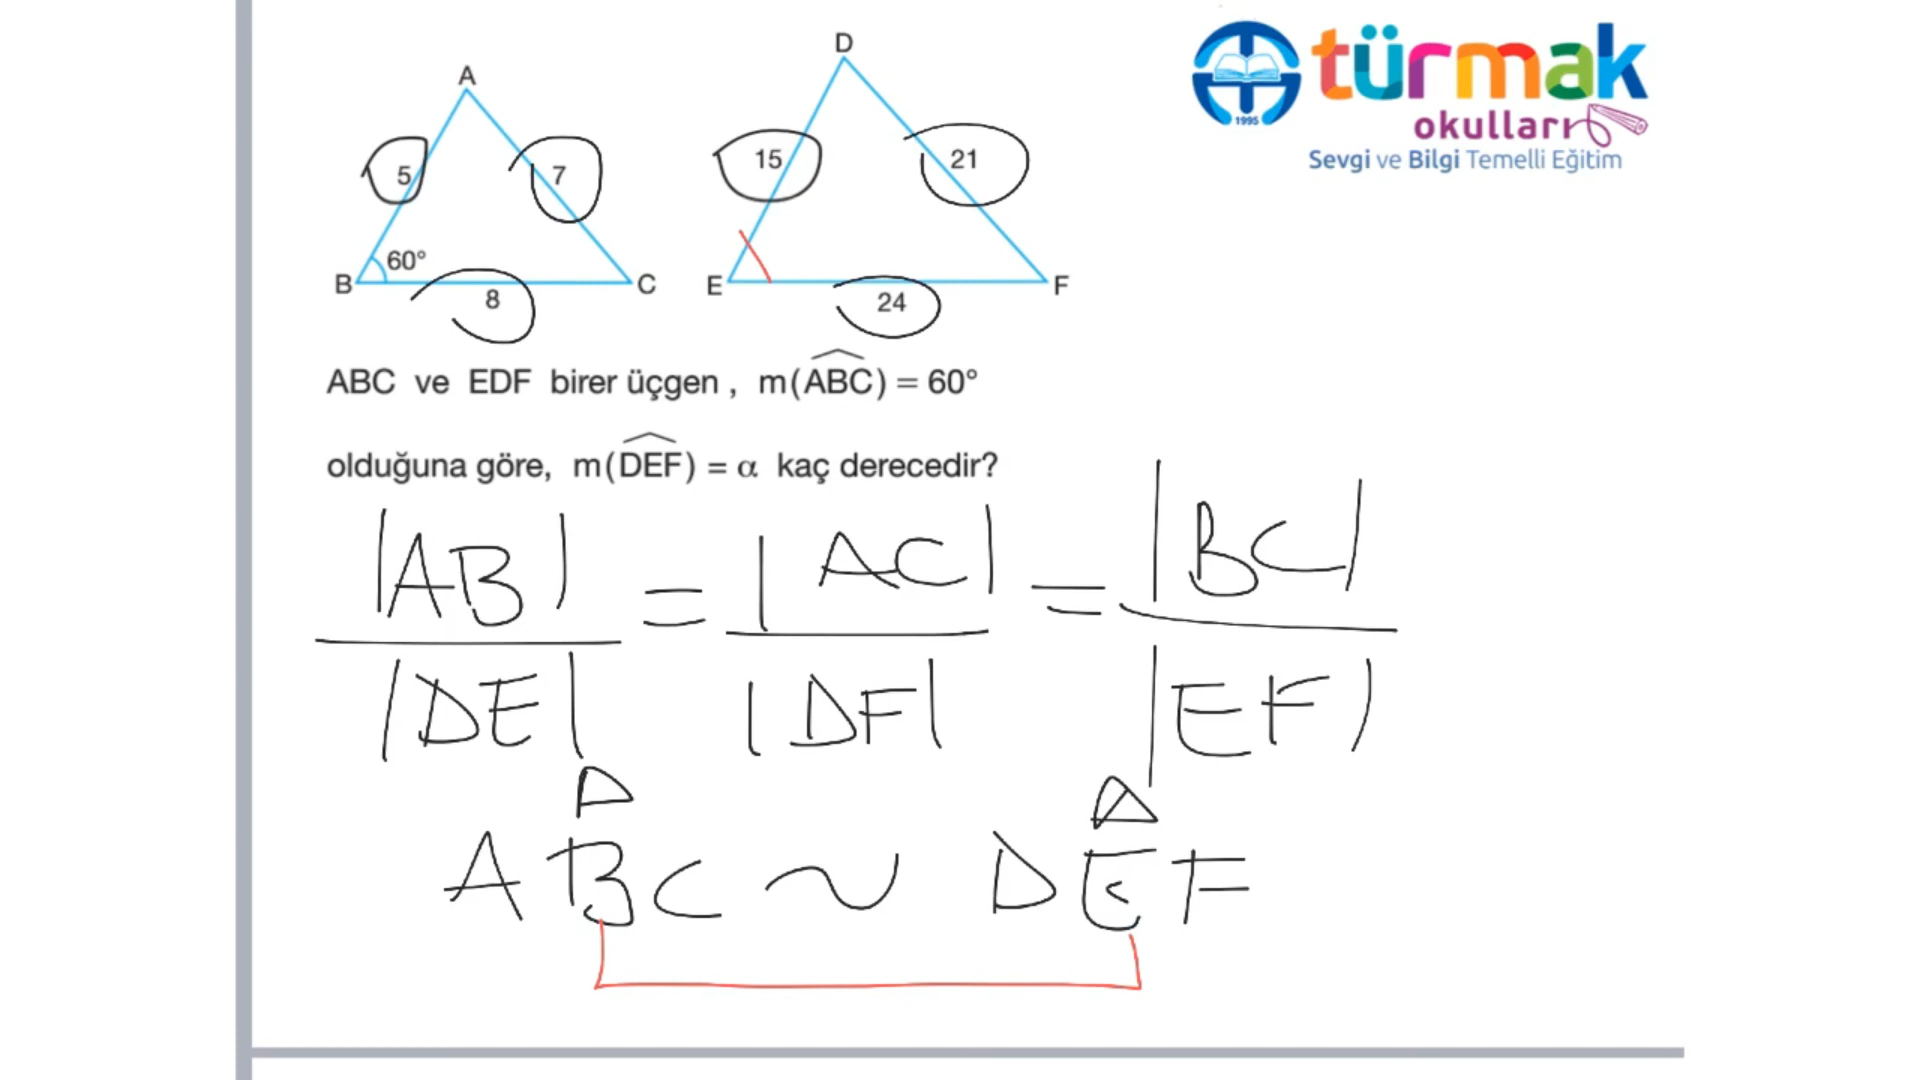 türmak
okulları
1995
Sevgi ve Bilgi Temelli Eğitim
A
5
7
B
60°
8
C
D
15
21
E
24
F
ABC ve EDF birer üçgen , m(ABC) = 60°
olduğuna göre, m(DEF) = α kaç derecedir?
|AB| = |AC| = |BC|
|DE| |DF| |EF|
ABC ~ DEF